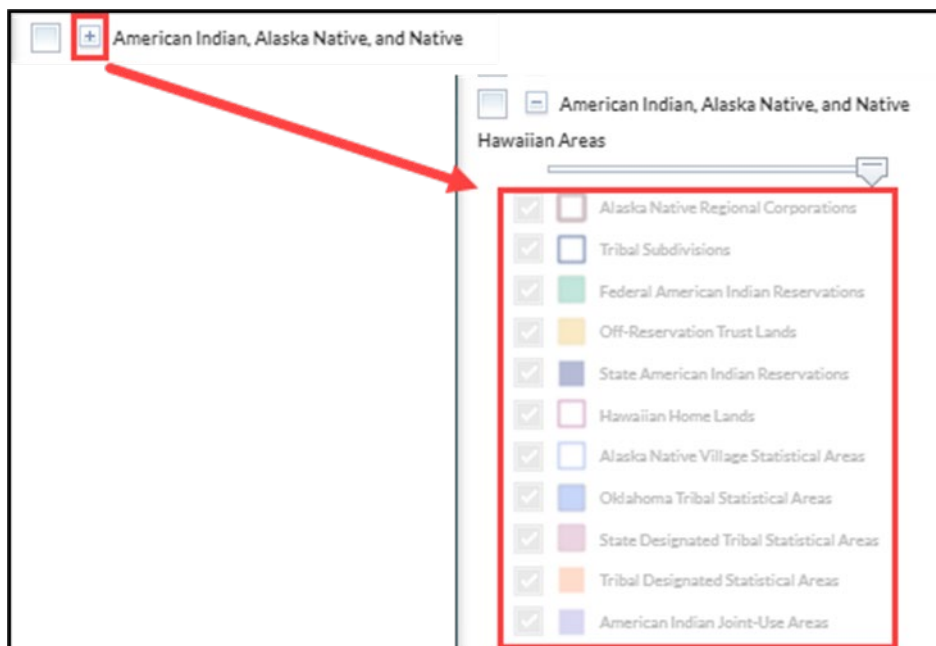 American Indian, Alaska Native, and Native
American Indian, Alaska Native, and Native
Hawaiian Areas
Alaska Native Regional Corporations
Tribal Subdivisions
Federal American Indian Reservations
Off-Reservation Trust Lands
State American Indian Reservations
Hawaiian Home Lands
Alaska Native Village Statistical Areas
Oklahoma Tribal Statistical Areas
State Designated Tribal Statistical Areas
Tribal Designated Statistical Areas
American Indian Joint-Use Areas